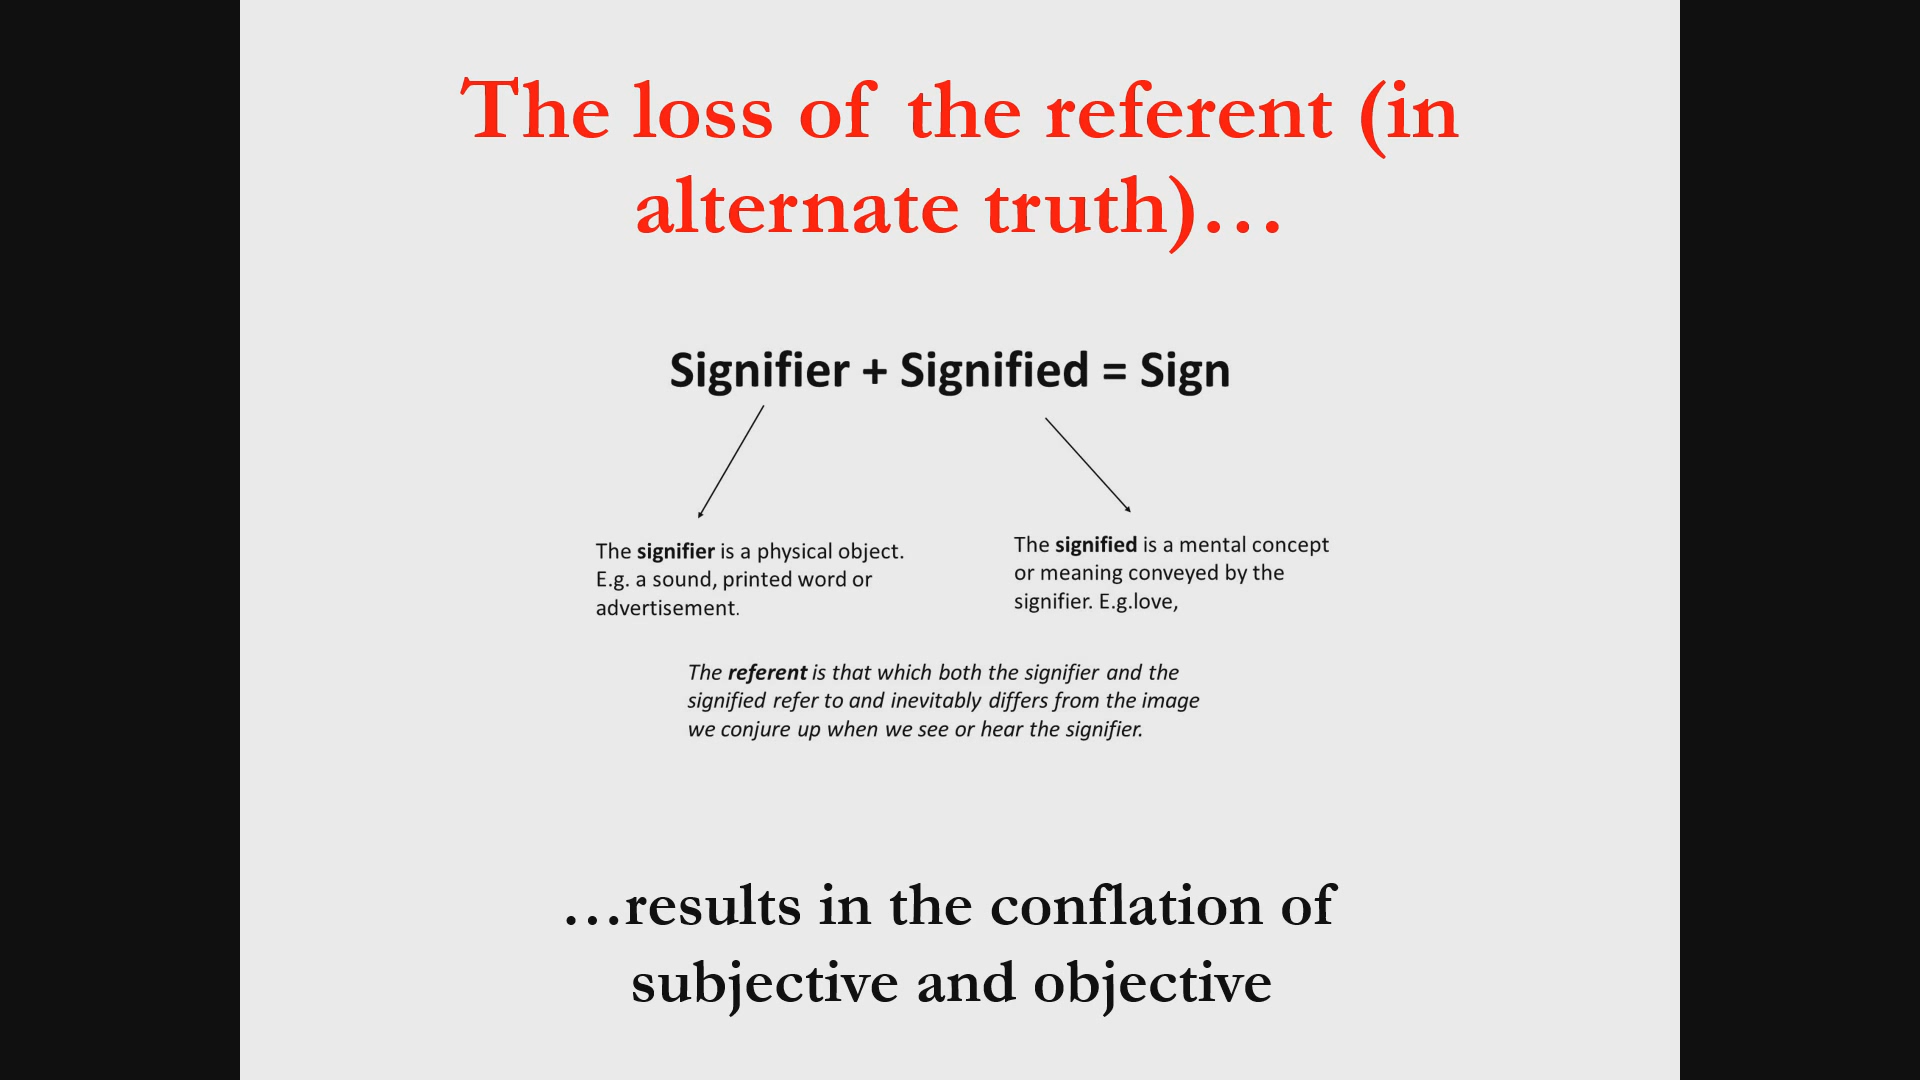 The loss of the referent (in
alternate truth)…
Signifier + Signified = Sign
The signifier is a physical object.
E.g. a sound, printed word or
advertisement.
The signified is a mental concept
or meaning conveyed by the
signifier. E.g.love,
The referent is that which both the signifier and the
signified refer to and inevitably differs from the image
we conjure up when we see or hear the signifier.
…results in the conflation of
subjective and objective